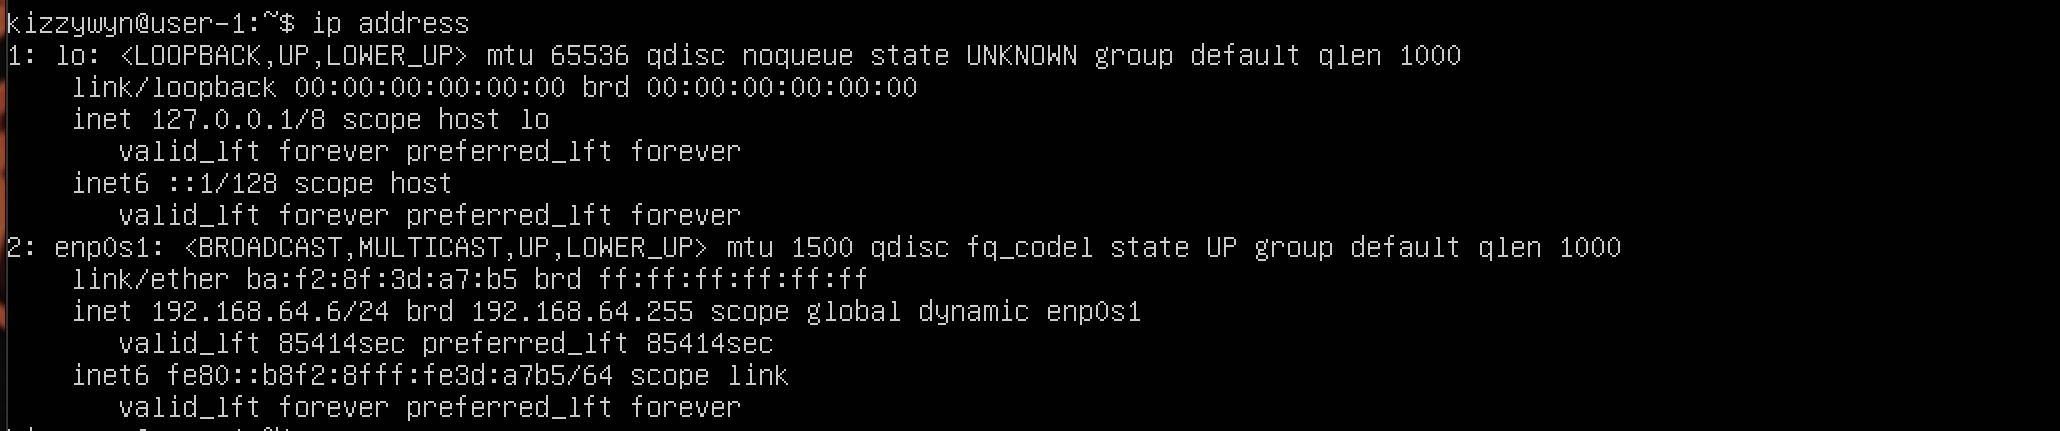 kizzywyn@user-1:~$ ip address
1: lo: <LOOPBACK,UP,LOWER_UP> mtu 65536 qdisc noqueue state UNKNOWN group default qlen 1000
    link/loopback 00:00:00:00:00:00 brd 00:00:00:00:00:00
    inet 127.0.0.1/8 scope host lo
       valid_lft forever preferred_lft forever
    inet6 ::1/128 scope host
       valid_lft forever preferred_lft forever
2: enp0s1: <BROADCAST,MULTICAST,UP,LOWER_UP> mtu 1500 qdisc fq_codel state UP group default qlen 1000
    link/ether ba:f2:8f:3d:a7:b5 brd ff:ff:ff:ff:ff:ff
    inet 192.168.64.6/24 brd 192.168.64.255 scope global dynamic enp0s1
       valid_lft 85414sec preferred_lft 85414sec
    inet6 fe80::b8f2:8fff:fe3d:a7b5/64 scope link
       valid_lft forever preferred_lft forever